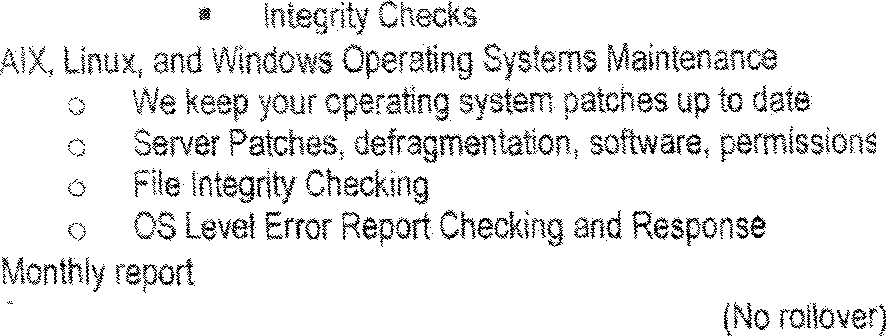 ▪ Integrity Checks
AIX, Linux, and Windows Operating Systems Maintenance
○ We keep your operating system patches up to date
○ Server Patches, defragmentation, software, permissions
○ File Integrity Checking
○ OS Level Error Report Checking and Response
Monthly report
(No rollover)